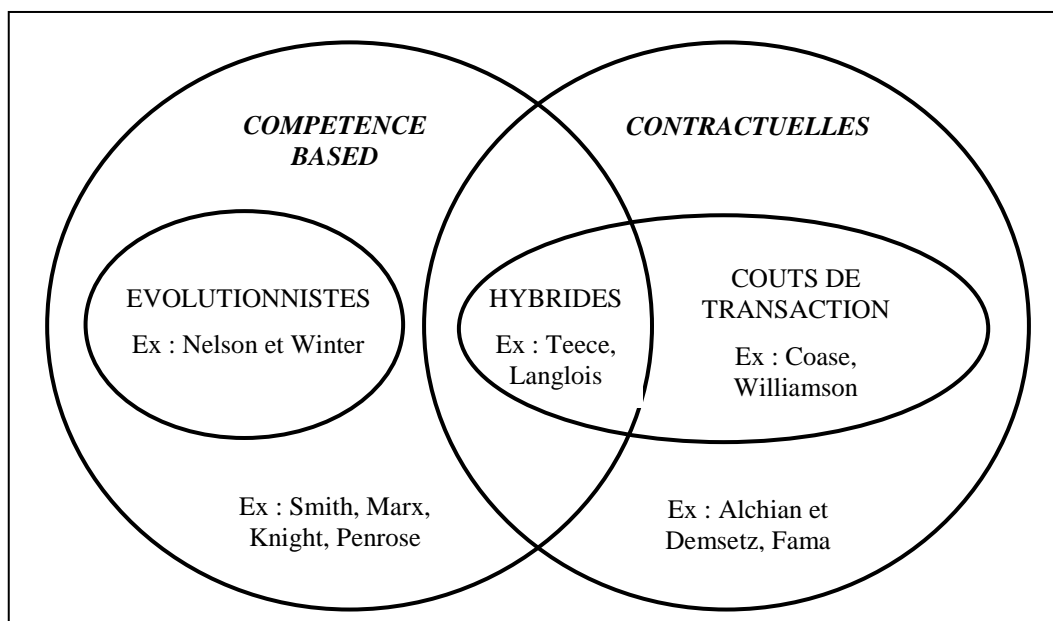 COMPETENCE
BASED
CONTRACTUELLES
EVOLUTIONNISTES
Ex : Nelson et Winter
HYBRIDES
Ex : Teece,
Langlois
COUTS DE
TRANSACTION
Ex : Coase,
Williamson
Ex : Smith, Marx,
Knight, Penrose
Ex : Alchian et
Demsetz, Fama